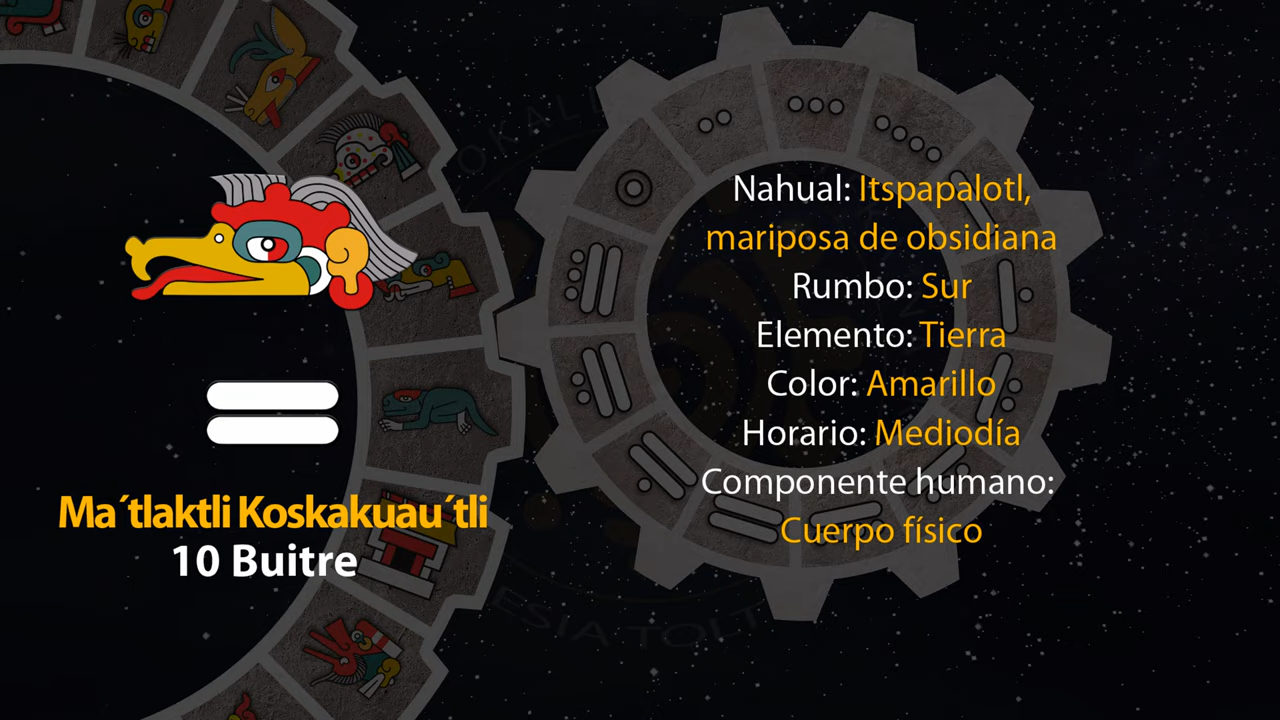 Ma´tlaktli Koskakuau´tli
10 Buitre
Nahual: Itspapalotl,
mariposa de obsidiana
Rumbo: Sur
Elemento: Tierra
Color: Amarillo
Horario: Mediodía
Componente humano:
Cuerpo físico